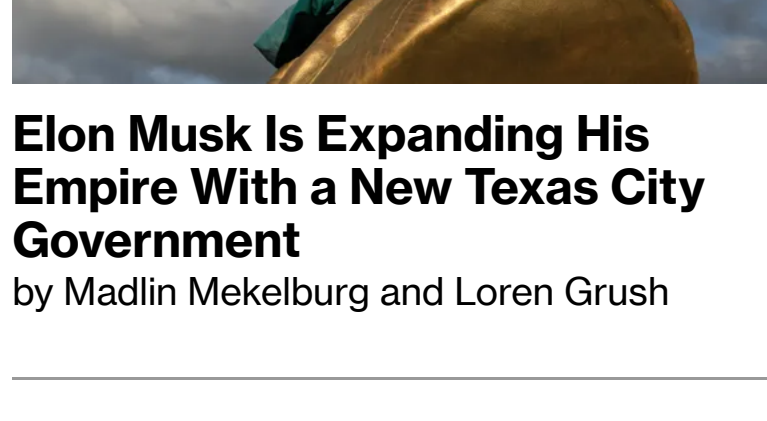 Elon Musk Is Expanding His
Empire With a New Texas City
Government
by Madlin Mekelburg and Loren Grush